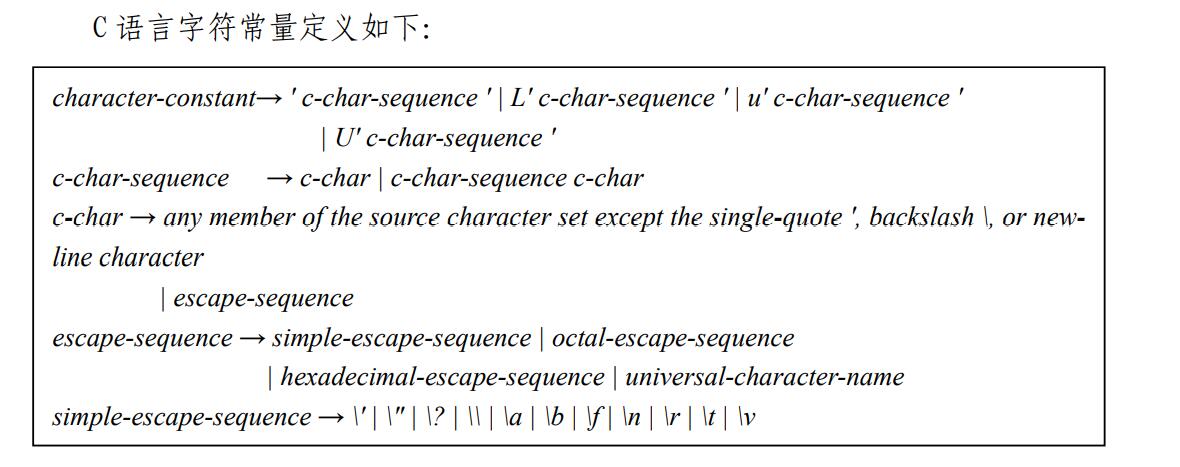 C 语言字符常量定义如下:
character-constant→ ' c-char-sequence ' | L' c-char-sequence ' | u' c-char-sequence '
| U' c-char-sequence '
c-char-sequence → c-char | c-char-sequence c-char
c-char → any member of the source character set except the single-quote ', backslash \, or new-
line character
| escape-sequence
escape-sequence → simple-escape-sequence | octal-escape-sequence
| hexadecimal-escape-sequence | universal-character-name
simple-escape-sequence → \' | \" | \? | \\ | \a | \b | \f | \n | \r | \t | \v